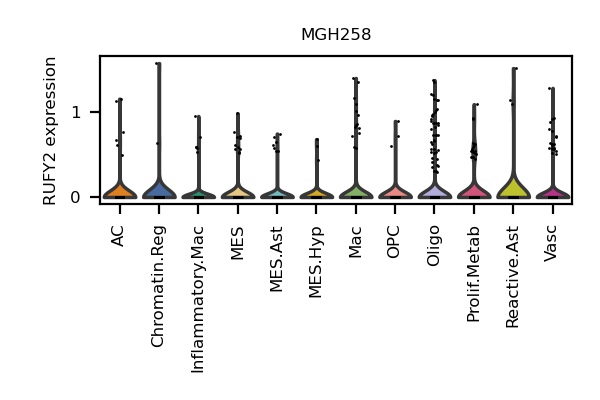 MGH258
RUFY2 expression
1
0
AC
Chromatin.Reg
Inflammatory.Mac
MES
MES.Ast
MES.Hyp
Mac
OPC
Oligo
Prolif.Metab
Reactive.Ast
Vasc